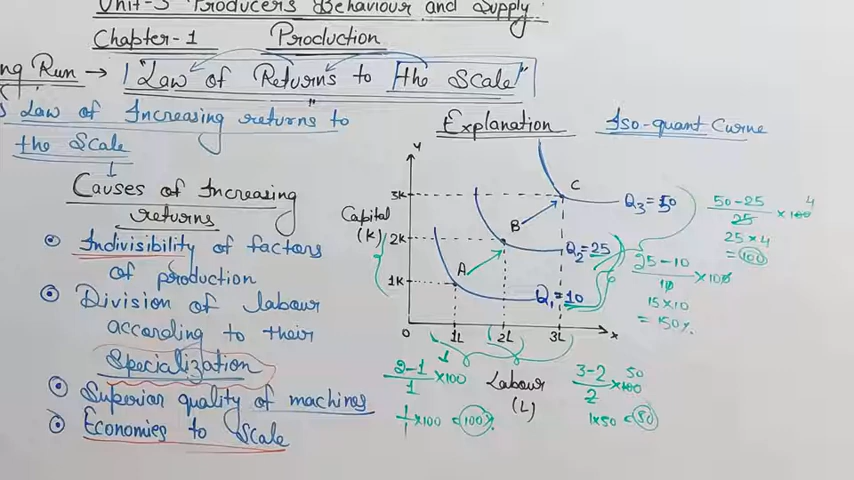 Unit-3 Producers Behaviour and Supply
Chapter-1 Production
ng Run → "Law of Returns to the Scale"
Law of Increasing returns" to
the Scale
Causes of Increasing
returns
Indivisibility of factors
of production
Division of labour
according to their
Specialization
Superior quality of machines
Economies to Scale
Explanation
Iso-quant Curve
Y
Capital
(K)
3K
2K
1K
O
1L 2L 3L X
Labour
(L)
A
B
C
Q3 = 50
Q2 = 25
Q1 = 10
2-1/1 × 100
1/1 × 100 = 100%
3-2/2 × 100 50
1×50 = 50
25-10/10 × 100
15 × 10
= 150%
50-25/25 × 100 4
25 × 4
= 100